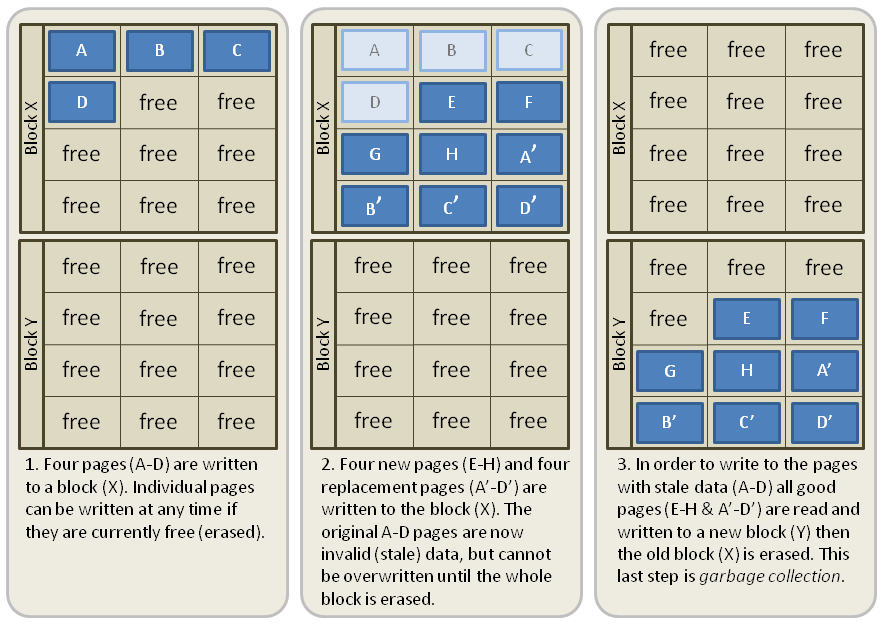 Block X
A B C
D free free
free free free
free free free
Block Y
free free free
free free free
free free free
free free free
1. Four pages (A-D) are written
to a block (X). Individual pages
can be written at any time if
they are currently free (erased).
Block X
A B C
D E F
G H A′
B′ C′ D′
Block Y
free free free
free free free
free free free
free free free
2. Four new pages (E-H) and four
replacement pages (A′-D′) are
written to the block (X). The
original A-D pages are now
invalid (stale) data, but cannot
be overwritten until the whole
block is erased.
Block X
free free free
free free free
free free free
free free free
Block Y
free free free
free E F
G H A′
B′ C′ D′
3. In order to write to the pages
with stale data (A-D) all good
pages (E-H & A′-D′) are read and
written to a new block (Y) then
the old block (X) is erased. This
last step is garbage collection.